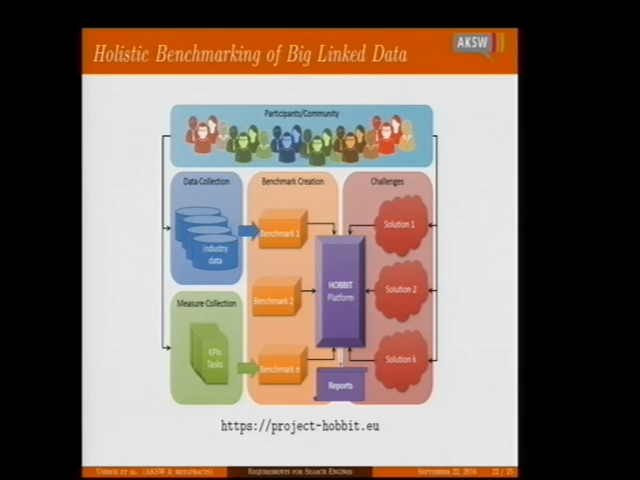 Holistic Benchmarking of Big Linked Data
AKSW
Participants/Community
Data Collection
Benchmark Creation
Challenges
Industry
data
Benchmark 1
Solution 1
HOBBIT
Platform
Benchmark 2
Solution 2
Measure Collection
KPIs
Tasks
Benchmark n
Solution k
Reports
https://project-hobbit.eu
Usbeck et al. (AKSW & metaphacts)
Requirements for Search Engines
September 22, 2016
22 / 25